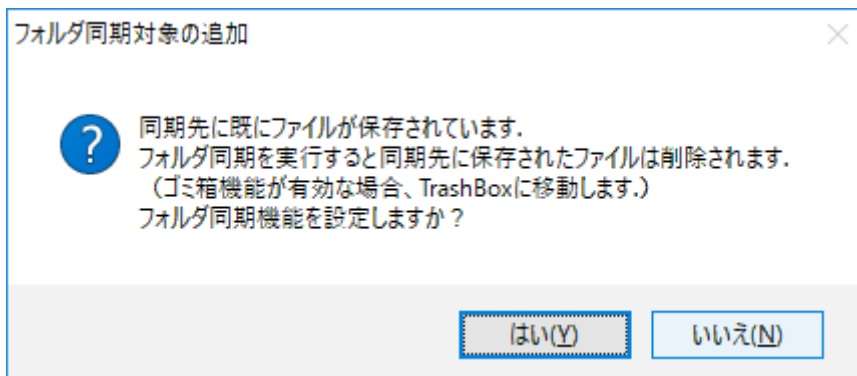 フォルダ同期対象の追加
同期先に既にファイルが保存されています.
フォルダ同期を実行すると同期先に保存されたファイルは削除されます.
（ゴミ箱機能が有効な場合、TrashBoxに移動します.）
フォルダ同期機能を設定しますか？
はい(Y)
いいえ(N)